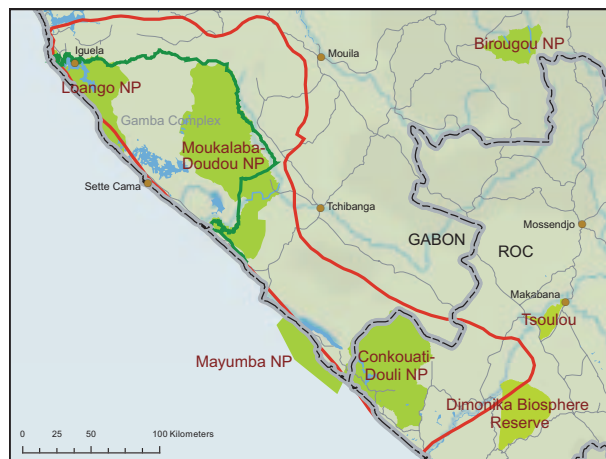 Birougou NP
Mouila
Iguela
Loango NP
Gamba Complex
Moukalaba-
Doudou NP
Sette Cama
Tchibanga
Mossendjo
GABON
ROC
Makabana
Tsoulou
Mayumba NP
Conkouati-
Douli NP
Dimonika Biosphere
Reserve
0 25 50 100 Kilometers